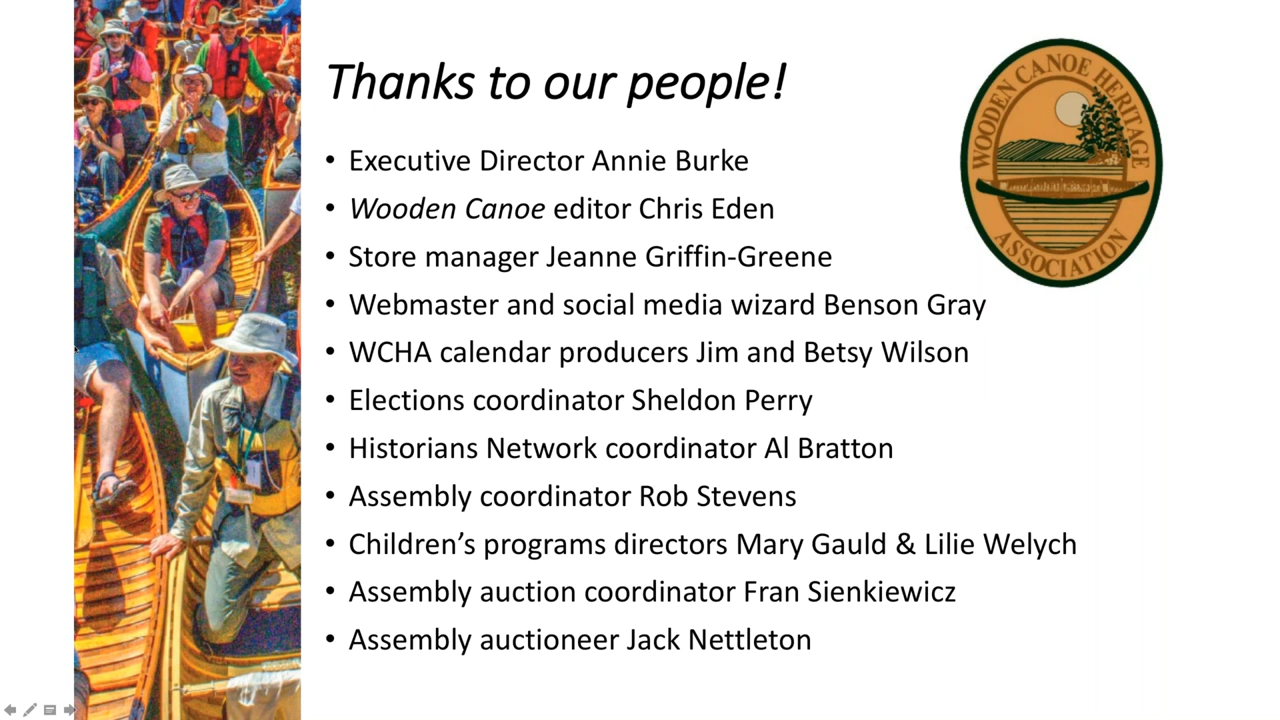 Thanks to our people!
• Executive Director Annie Burke
• Wooden Canoe editor Chris Eden
• Store manager Jeanne Griffin-Greene
• Webmaster and social media wizard Benson Gray
• WCHA calendar producers Jim and Betsy Wilson
• Elections coordinator Sheldon Perry
• Historians Network coordinator Al Bratton
• Assembly coordinator Rob Stevens
• Children’s programs directors Mary Gauld & Lilie Welych
• Assembly auction coordinator Fran Sienkiewicz
• Assembly auctioneer Jack Nettleton
WOODEN CANOE HERITAGE
ASSOCIATION